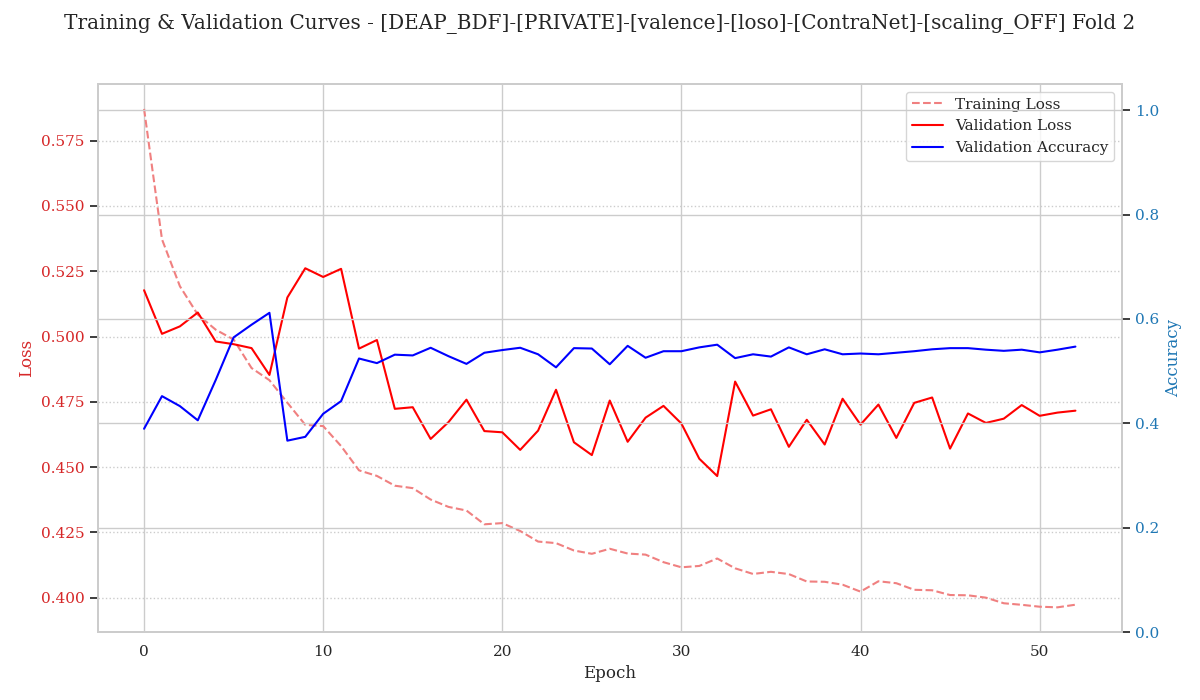 Training & Validation Curves - [DEAP_BDF]-[PRIVATE]-[valence]-[loso]-[ContraNet]-[scaling_OFF] Fold 2
Training Loss
Validation Loss
Validation Accuracy
0.575
0.550
0.525
0.500
0.475
0.450
0.425
0.400
Loss
1.0
0.8
0.6
0.4
0.2
0.0
Accuracy
0 10 20 30 40 50
Epoch